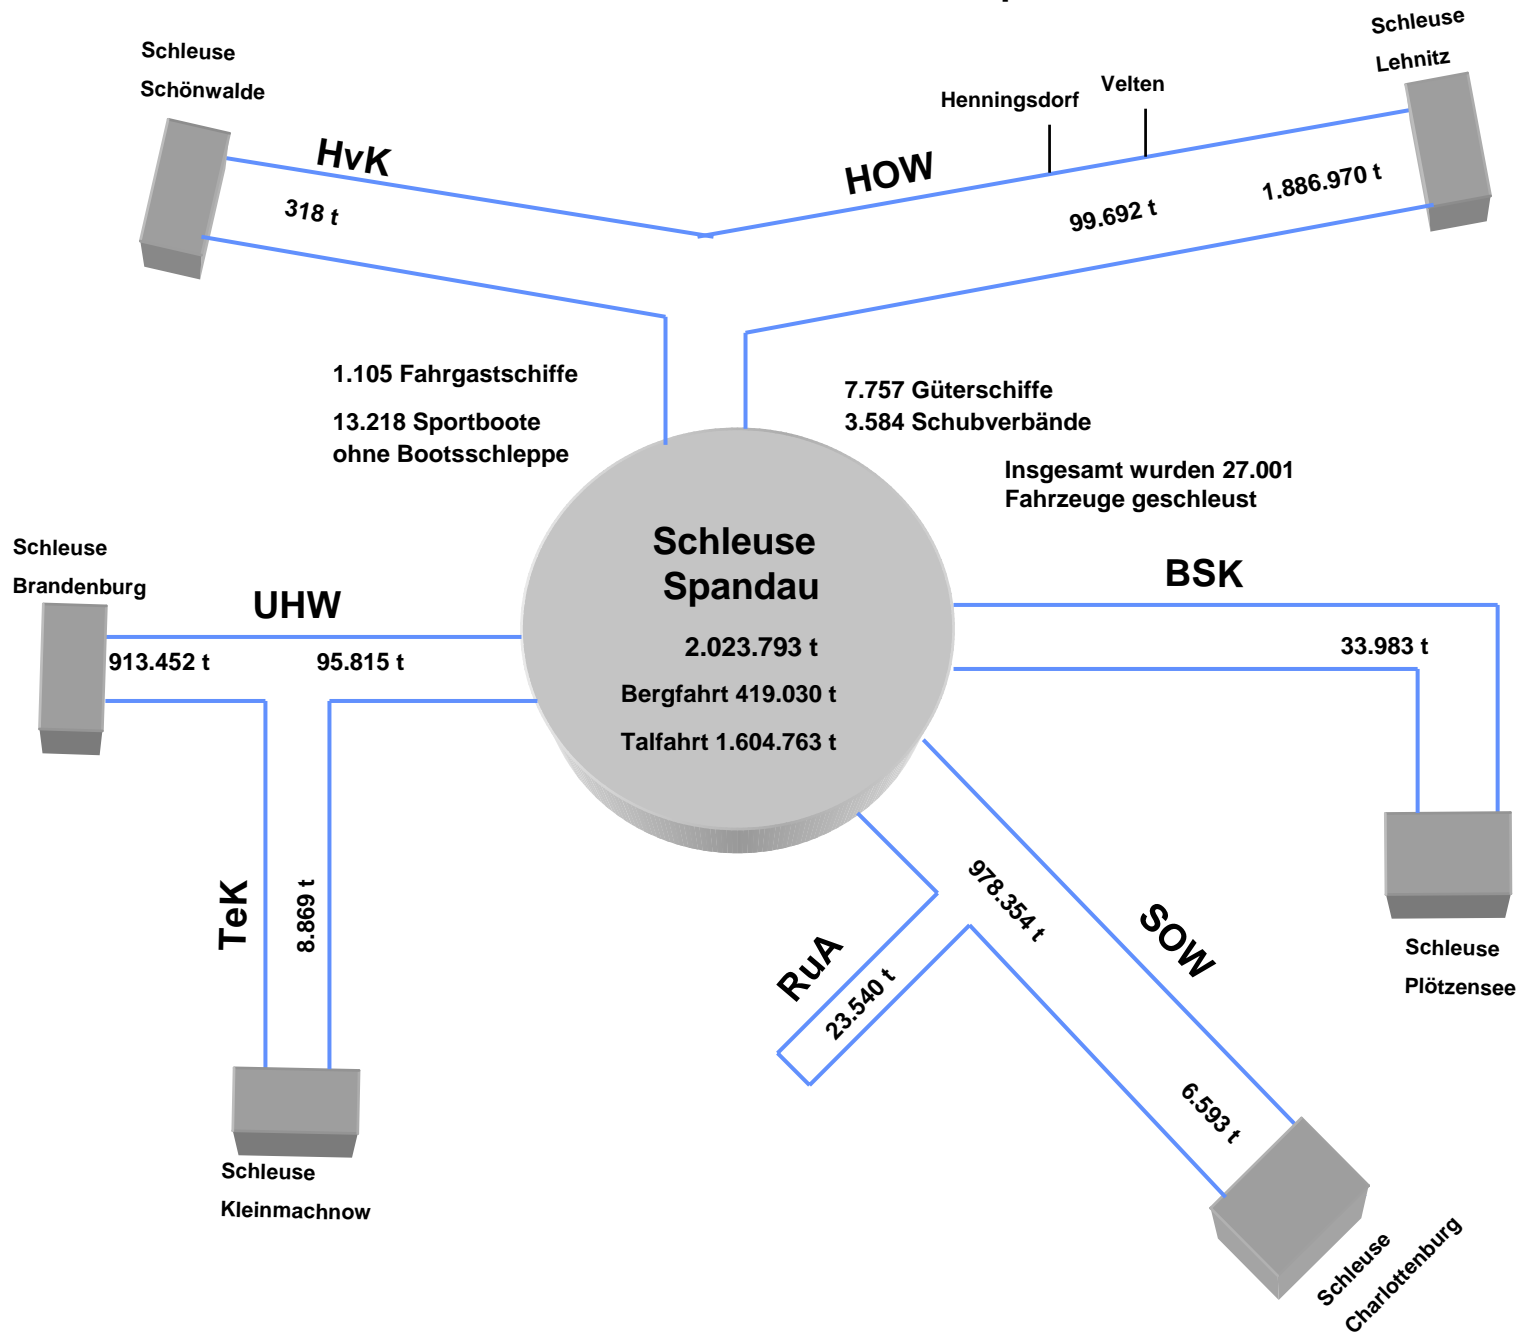 Schleuse
Schönwalde
HvK
318 t
HOW
Henningsdorf
Velten
99.692 t
1.886.970 t
Schleuse
Lehnitz
1.105 Fahrgastschiffe
13.218 Sportboote
ohne Bootsschleppe
7.757 Güterschiffe
3.584 Schubverbände
Insgesamt wurden 27.001
Fahrzeuge geschleust
Schleuse
Spandau
2.023.793 t
Bergfahrt 419.030 t
Talfahrt 1.604.763 t
Schleuse
Brandenburg
UHW
913.452 t
95.815 t
TeK
8.869 t
Schleuse
Kleinmachnow
BSK
33.983 t
Schleuse
Plötzensee
RuA
23.540 t
978.354 t
SOW
6.593 t
Schleuse
Charlottenburg